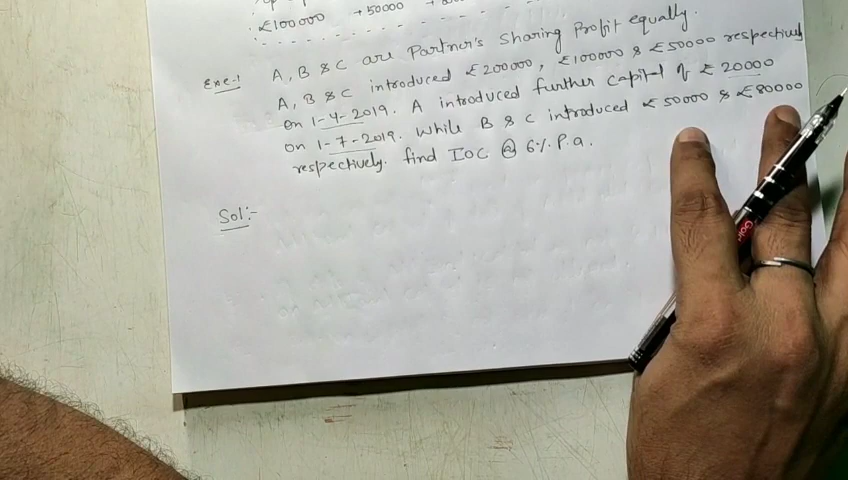 ₹100000 +50000
Exe:1 A, B & C are Partner's Sharing Profit equally.
A, B & C introduced ₹200000, ₹100000 & ₹50000 respectively
on 1-4-2019. A introduced further capital of ₹20000
on 1-7-2019. While B & C introduced ₹50000 & ₹80000
respectively. find IOC @ 6%. P.a.
Sol:-